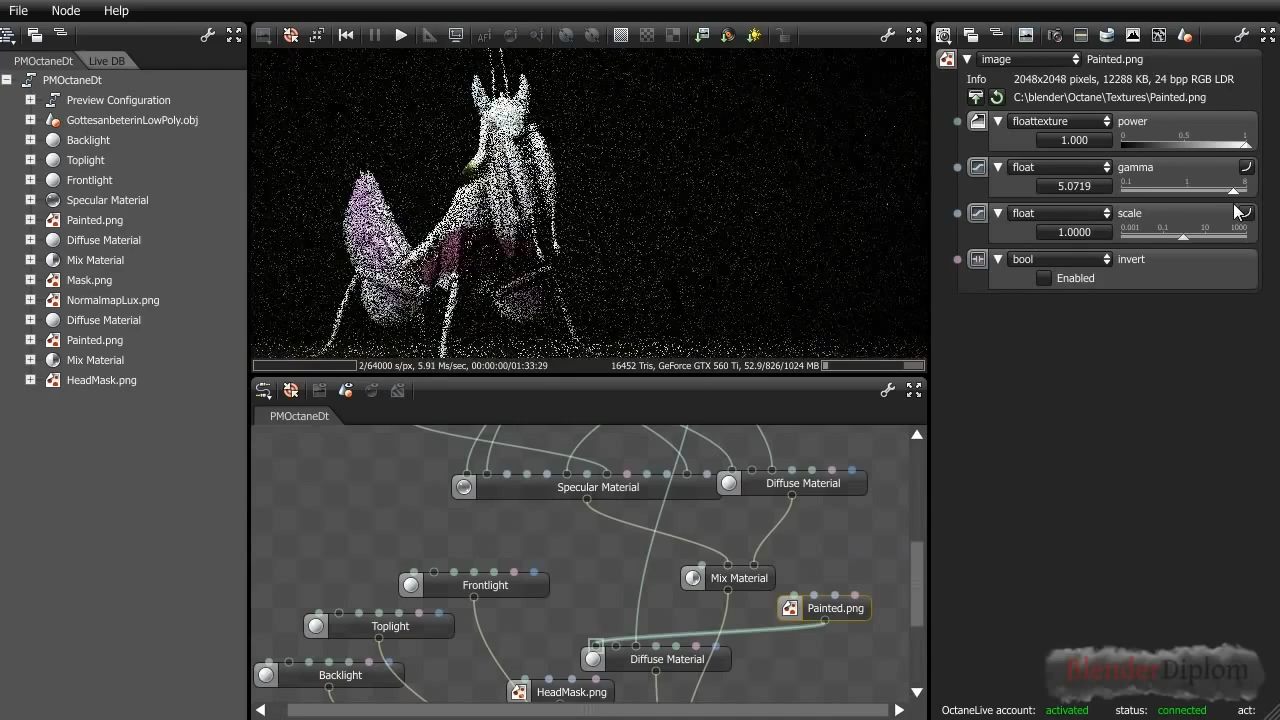 File Node Help
PMOctaneDt Live DB
PMOctaneDt
Preview Configuration
GottesanbeterinLowPoly.obj
Backlight
Toplight
Frontlight
Specular Material
Painted.png
Diffuse Material
Mix Material
Mask.png
NormalmapLux.png
Diffuse Material
Painted.png
Mix Material
HeadMask.png
AF
2/64000 s/px, 5.91 Ms/sec, 00:00:00/01:33:29 16452 Tris, GeForce GTX 560 Ti, 52.9/826/1024 MB
PMOctaneDt
Specular Material
Diffuse Material
Frontlight
Mix Material
Painted.png
Toplight
Diffuse Material
Backlight
HeadMask.png
image Painted.png
Info 2048x2048 pixels, 12288 KB, 24 bpp RGB LDR
C:\blender\Octane\Textures\Painted.png
floattexture power
1.000 0 0.5 1
float gamma
5.0719 0.1 1 8
float scale
1.0000 0.001 0.1 10 1000
bool invert
Enabled
BlenderDiplom
OctaneLive account: activated status: connected act: